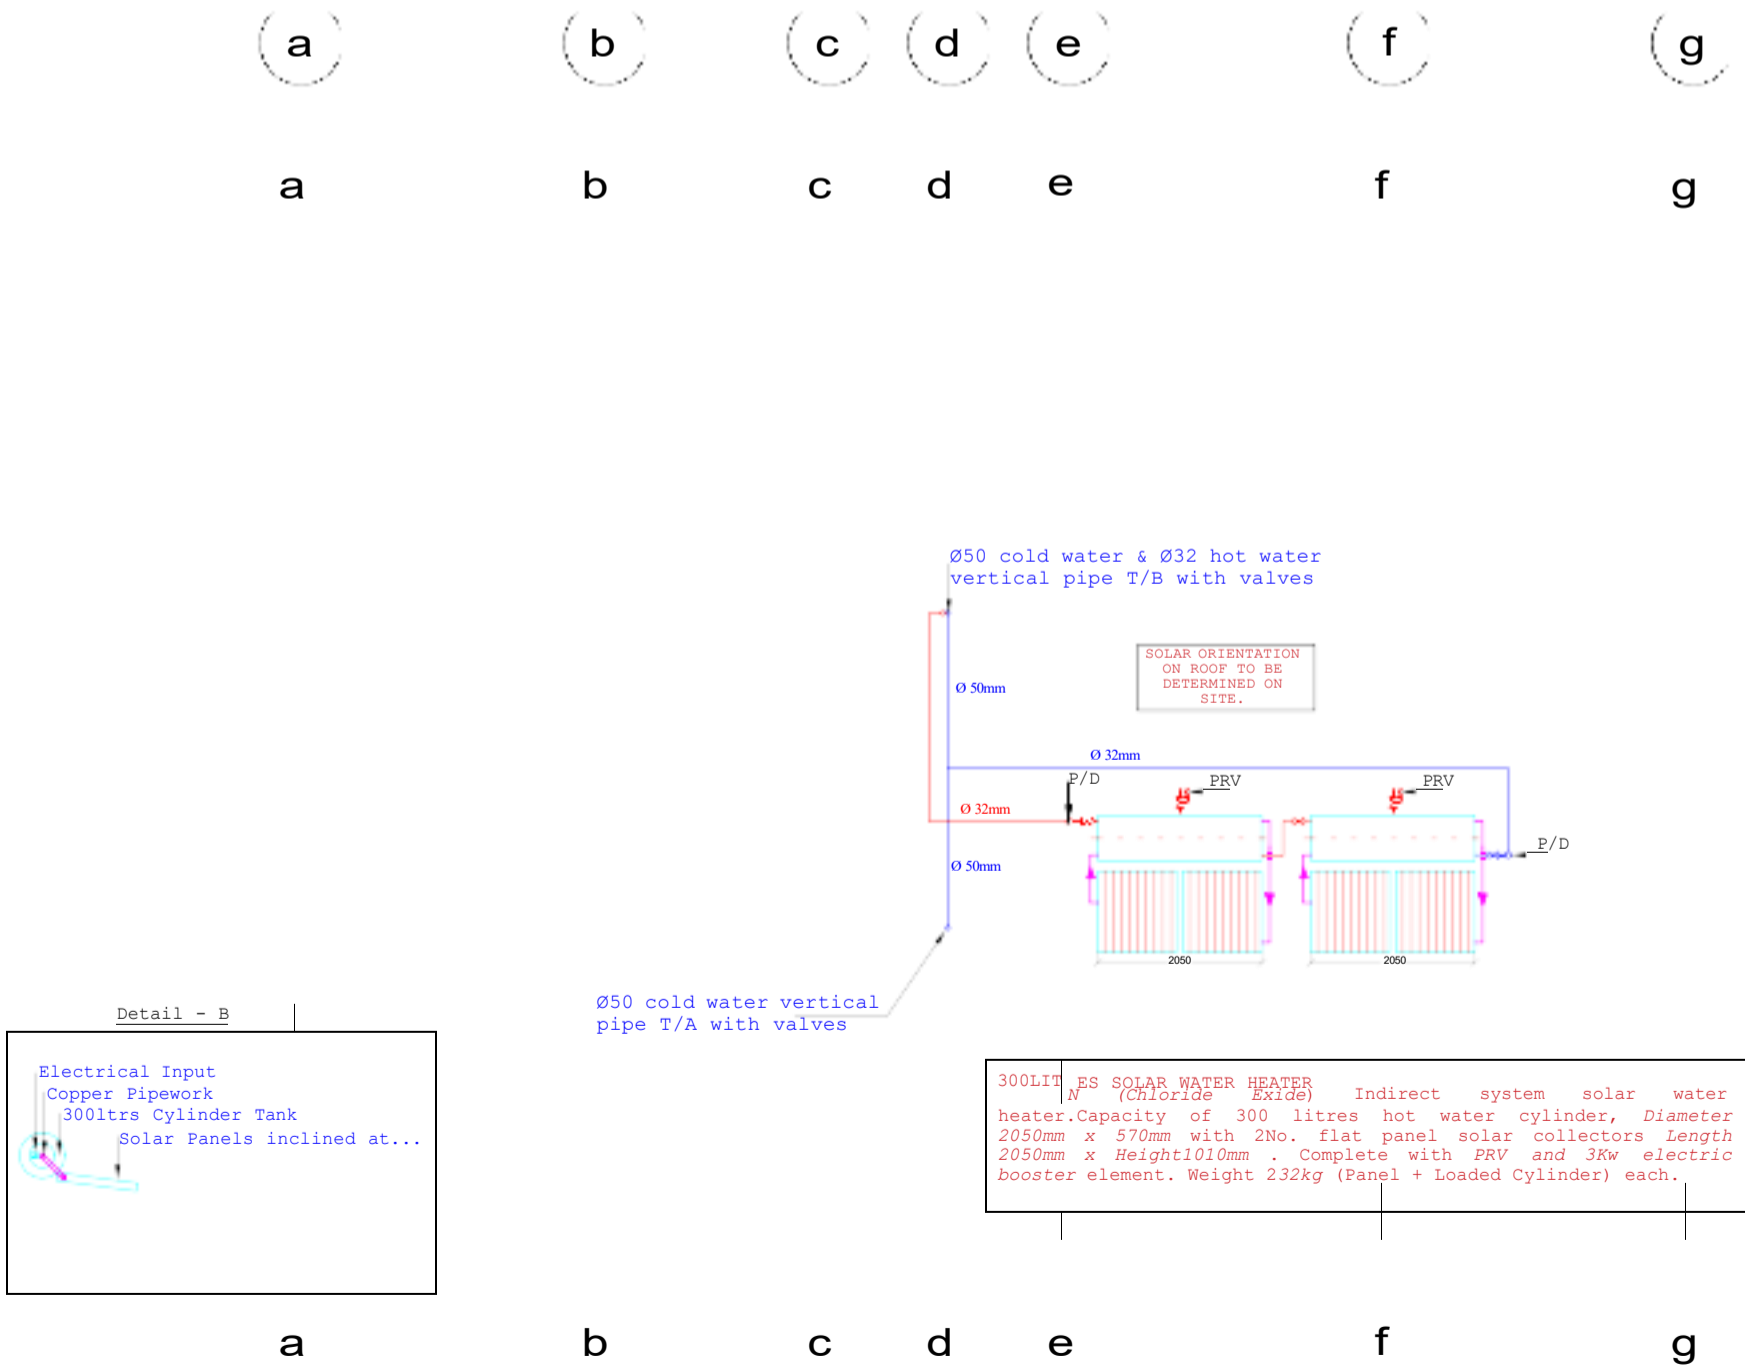 a b c d e f g
a b c d e f g
Ø50 cold water & Ø32 hot water
vertical pipe T/B with valves
SOLAR ORIENTATION
ON ROOF TO BE
DETERMINED ON
SITE.
Ø 50mm
Ø 32mm
P/D
PRV
PRV
Ø 32mm
P/D
Ø 50mm
2050
2050
Ø50 cold water vertical
pipe T/A with valves
Detail - B
Electrical Input
Copper Pipework
300ltrs Cylinder Tank
Solar Panels inclined at...
300LIT ES SOLAR WATER HEATER
N (Chloride Exide) Indirect system solar water
heater.Capacity of 300 litres hot water cylinder, Diameter
2050mm x 570mm with 2No. flat panel solar collectors Length
2050mm x Height1010mm . Complete with PRV and 3Kw electric
booster element. Weight 232kg (Panel + Loaded Cylinder) each.
a b c d e f g